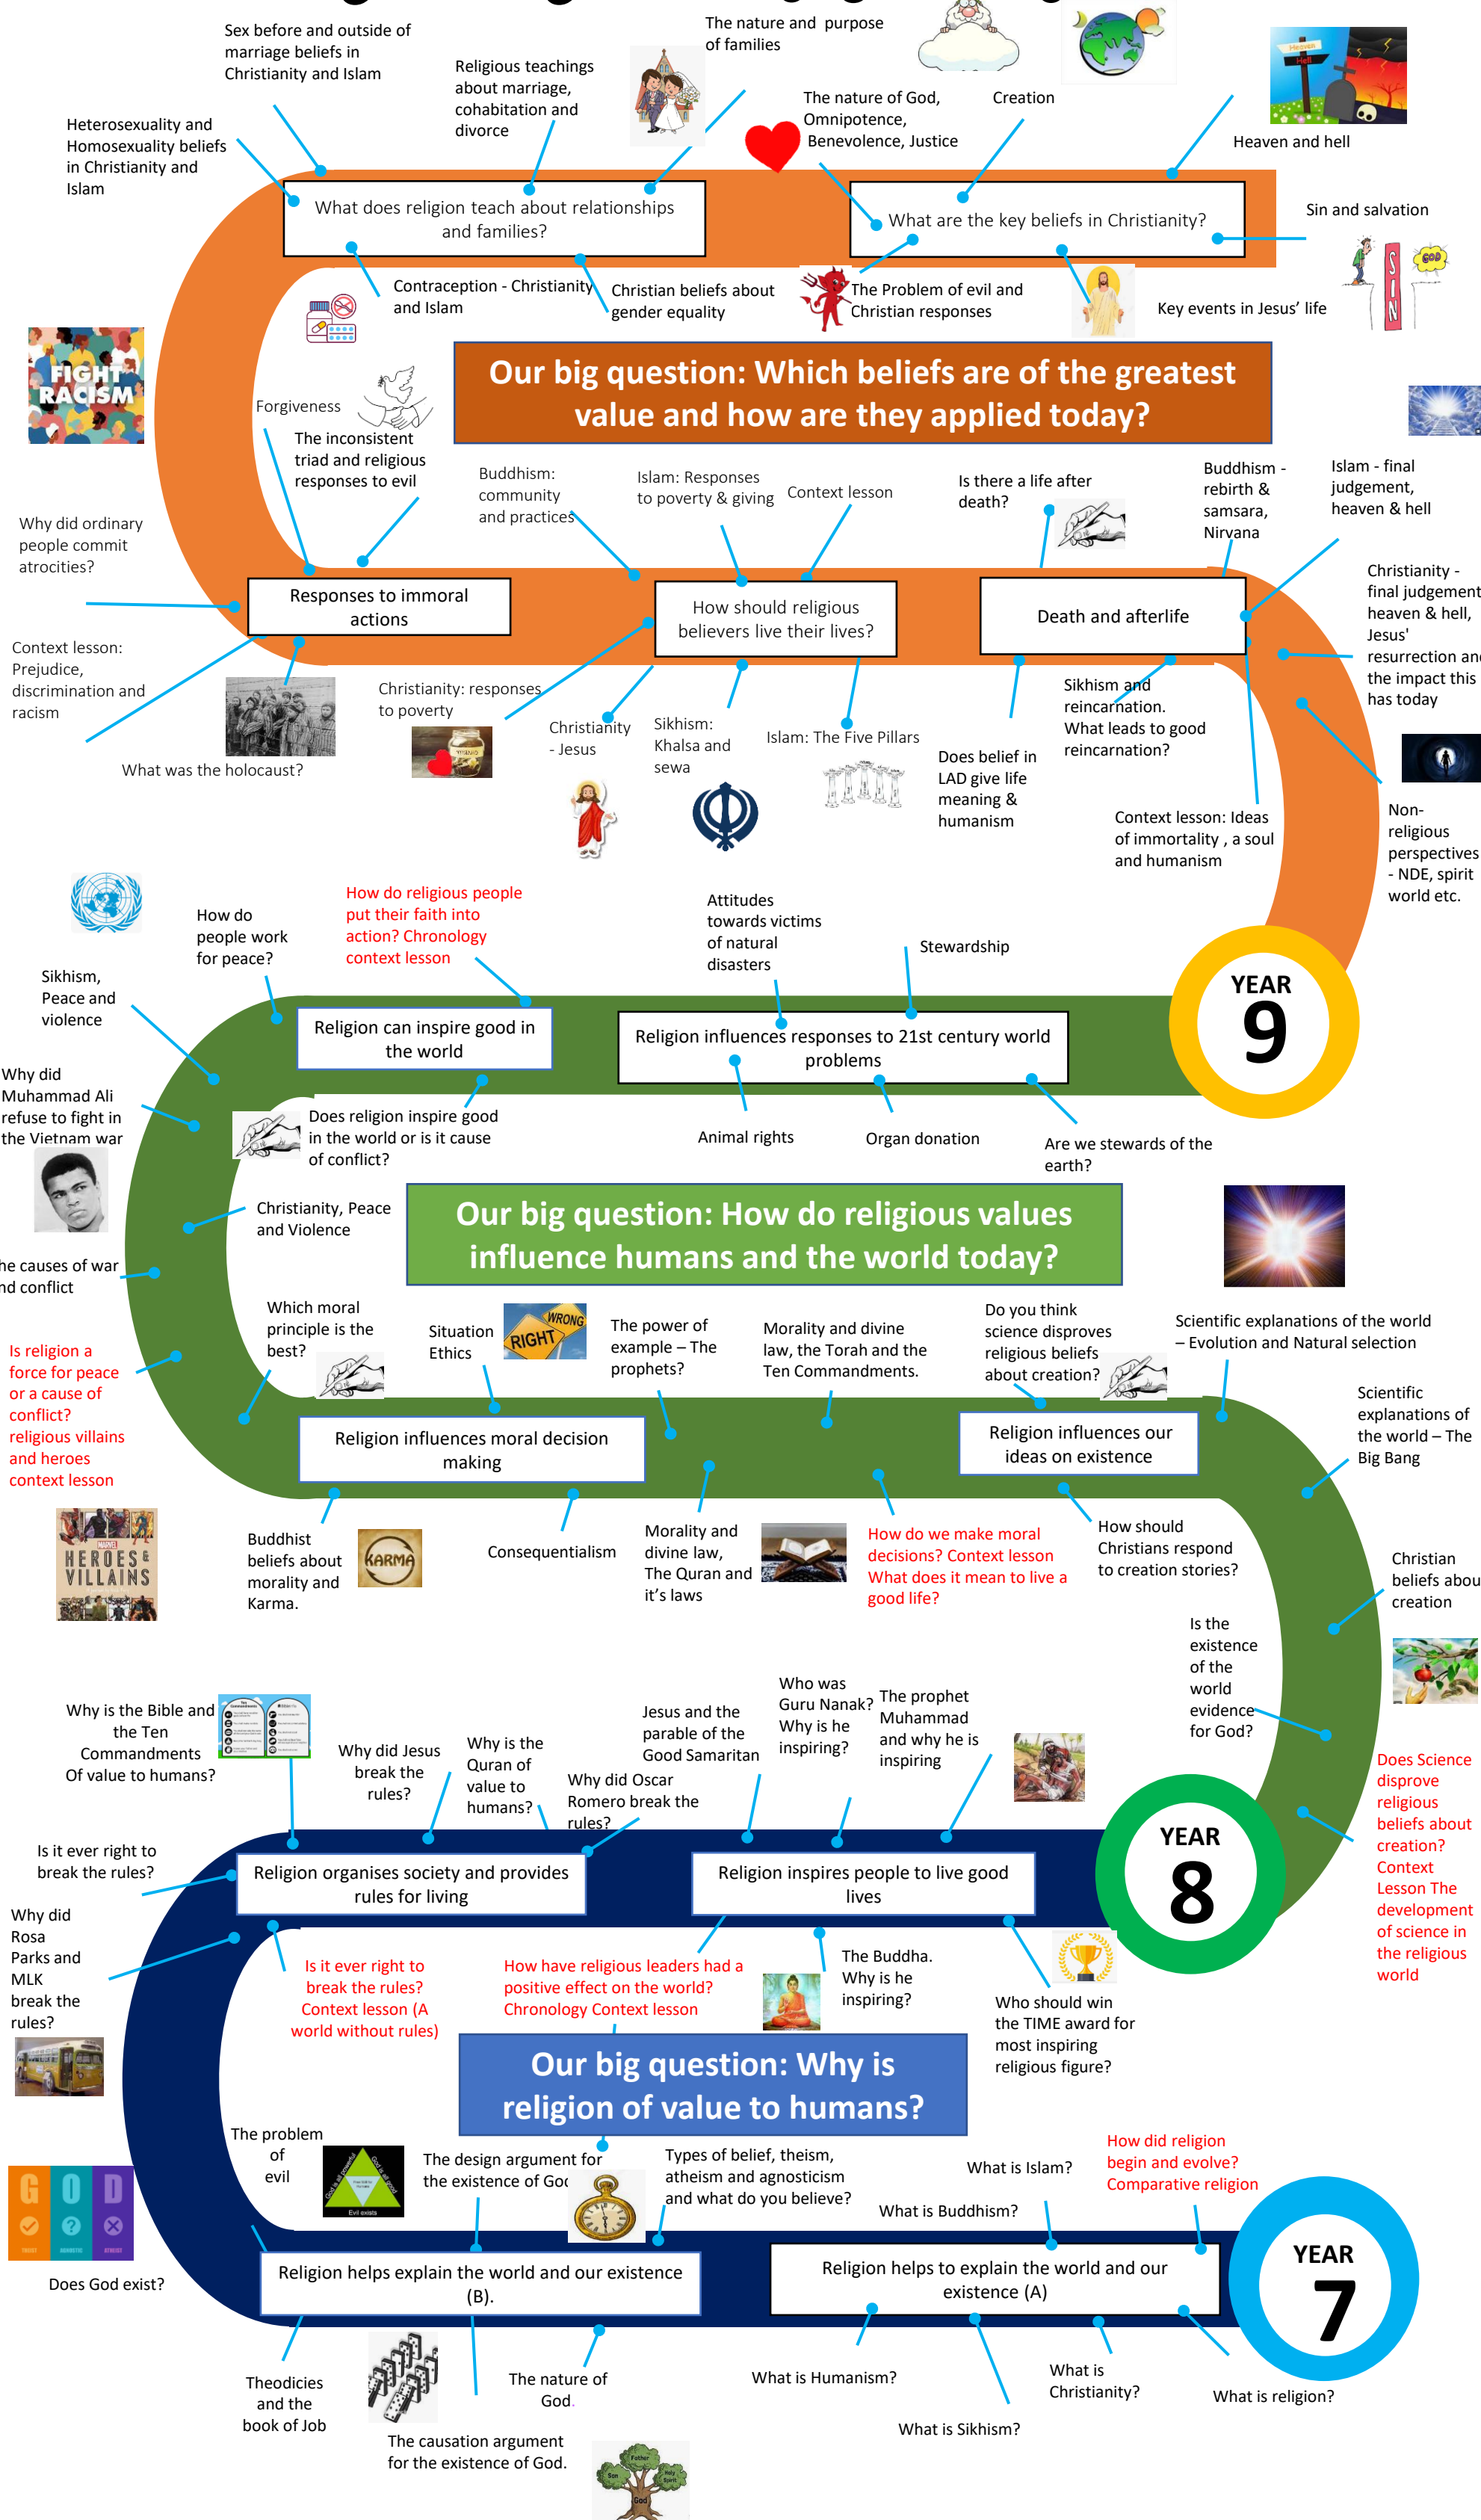 Sex before and outside of
marriage beliefs in
Christianity and Islam
The nature and purpose
of families
Religious teachings
about marriage,
cohabitation and
divorce
The nature of God,
Omnipotence,
Benevolence, Justice
Creation
Heaven
Hell
Heaven and hell
Heterosexuality and
Homosexuality beliefs
in Christianity and
Islam
What does religion teach about relationships
and families?
What are the key beliefs in Christianity?
Sin and salvation
SIN
GOD
Contraception - Christianity
and Islam
Christian beliefs about
gender equality
The Problem of evil and
Christian responses
Key events in Jesus' life
FIGHT
RACISM
Our big question: Which beliefs are of the greatest
value and how are they applied today?
Forgiveness
The inconsistent
triad and religious
responses to evil
Buddhism:
community
and practices
Islam: Responses
to poverty & giving
Context lesson
Is there a life after
death?
Buddhism -
rebirth &
samsara,
Nirvana
Islam - final
judgement,
heaven & hell
Why did ordinary
people commit
atrocities?
Christianity -
final judgement
heaven & hell,
Jesus'
resurrection and
the impact this
has today
Responses to immoral
actions
How should religious
believers live their lives?
Death and afterlife
Context lesson:
Prejudice,
discrimination and
racism
What was the holocaust?
Christianity: responses
to poverty
Christianity
- Jesus
Sikhism:
Khalsa and
sewa
Islam: The Five Pillars
Does belief in
LAD give life
meaning &
humanism
Sikhism and
reincarnation.
What leads to good
reincarnation?
Context lesson: Ideas
of immortality , a soul
and humanism
Non-
religious
perspectives
- NDE, spirit
world etc.
YEAR
9
How do
people work
for peace?
How do religious people
put their faith into
action? Chronology
context lesson
Attitudes
towards victims
of natural
disasters
Stewardship
Sikhism,
Peace and
violence
Religion can inspire good in
the world
Religion influences responses to 21st century world
problems
Why did
Muhammad Ali
refuse to fight in
the Vietnam war
Does religion inspire good
in the world or is it cause
of conflict?
Animal rights
Organ donation
Are we stewards of the
earth?
Christianity, Peace
and Violence
Our big question: How do religious values
influence humans and the world today?
he causes of war
nd conflict
Which moral
principle is the
best?
Situation
Ethics
RIGHT
WRONG
The power of
example – The
prophets?
Morality and divine
law, the Torah and the
Ten Commandments.
Do you think
science disproves
religious beliefs
about creation?
Scientific explanations of the world
– Evolution and Natural selection
Is religion a
force for peace
or a cause of
conflict?
religious villains
and heroes
context lesson
Scientific
explanations of
the world – The
Big Bang
Religion influences moral decision
making
Religion influences our
ideas on existence
MARVEL
HEROES &
VILLAINS
Buddhist
beliefs about
morality and
Karma.
KARMA
Consequentialism
Morality and
divine law,
The Quran and
it's laws
How do we make moral
decisions? Context lesson
What does it mean to live a
good life?
How should
Christians respond
to creation stories?
Christian
beliefs abou
creation
Is the
existence
of the
world
evidence
for God?
Why is the Bible and
the Ten
Commandments
Of value to humans?
Why did Jesus
break the
rules?
Why is the
Quran of
value to
humans?
Why did Oscar
Romero break the
rules?
Jesus and the
parable of the
Good Samaritan
Who was
Guru Nanak?
Why is he
inspiring?
The prophet
Muhammad
and why he is
inspiring
Does Science
disprove
religious
beliefs about
creation?
Context
Lesson The
development
of science in
the religious
world
YEAR
8
Is it ever right to
break the rules?
Religion organises society and provides
rules for living
Religion inspires people to live good
lives
Why did
Rosa
Parks and
MLK
break the
rules?
Is it ever right to
break the rules?
Context lesson (A
world without rules)
How have religious leaders had a
positive effect on the world?
Chronology Context lesson
The Buddha.
Why is he
inspiring?
Who should win
the TIME award for
most inspiring
religious figure?
Our big question: Why is
religion of value to humans?
The problem
of
evil
God is all powerful
God is all good
Evil exists
The design argument for
the existence of God
Types of belief, theism,
atheism and agnosticism
and what do you believe?
What is Islam?
What is Buddhism?
How did religion
begin and evolve?
Comparative religion
GOD
Does God exist?
Religion helps explain the world and our existence
(B).
Religion helps to explain the world and our
existence (A)
YEAR
7
Theodicies
and the
book of Job
The causation argument
for the existence of God.
The nature of
God.
What is Humanism?
What is Sikhism?
What is
Christianity?
What is religion?
Father
Son
Holy
Spirit
God